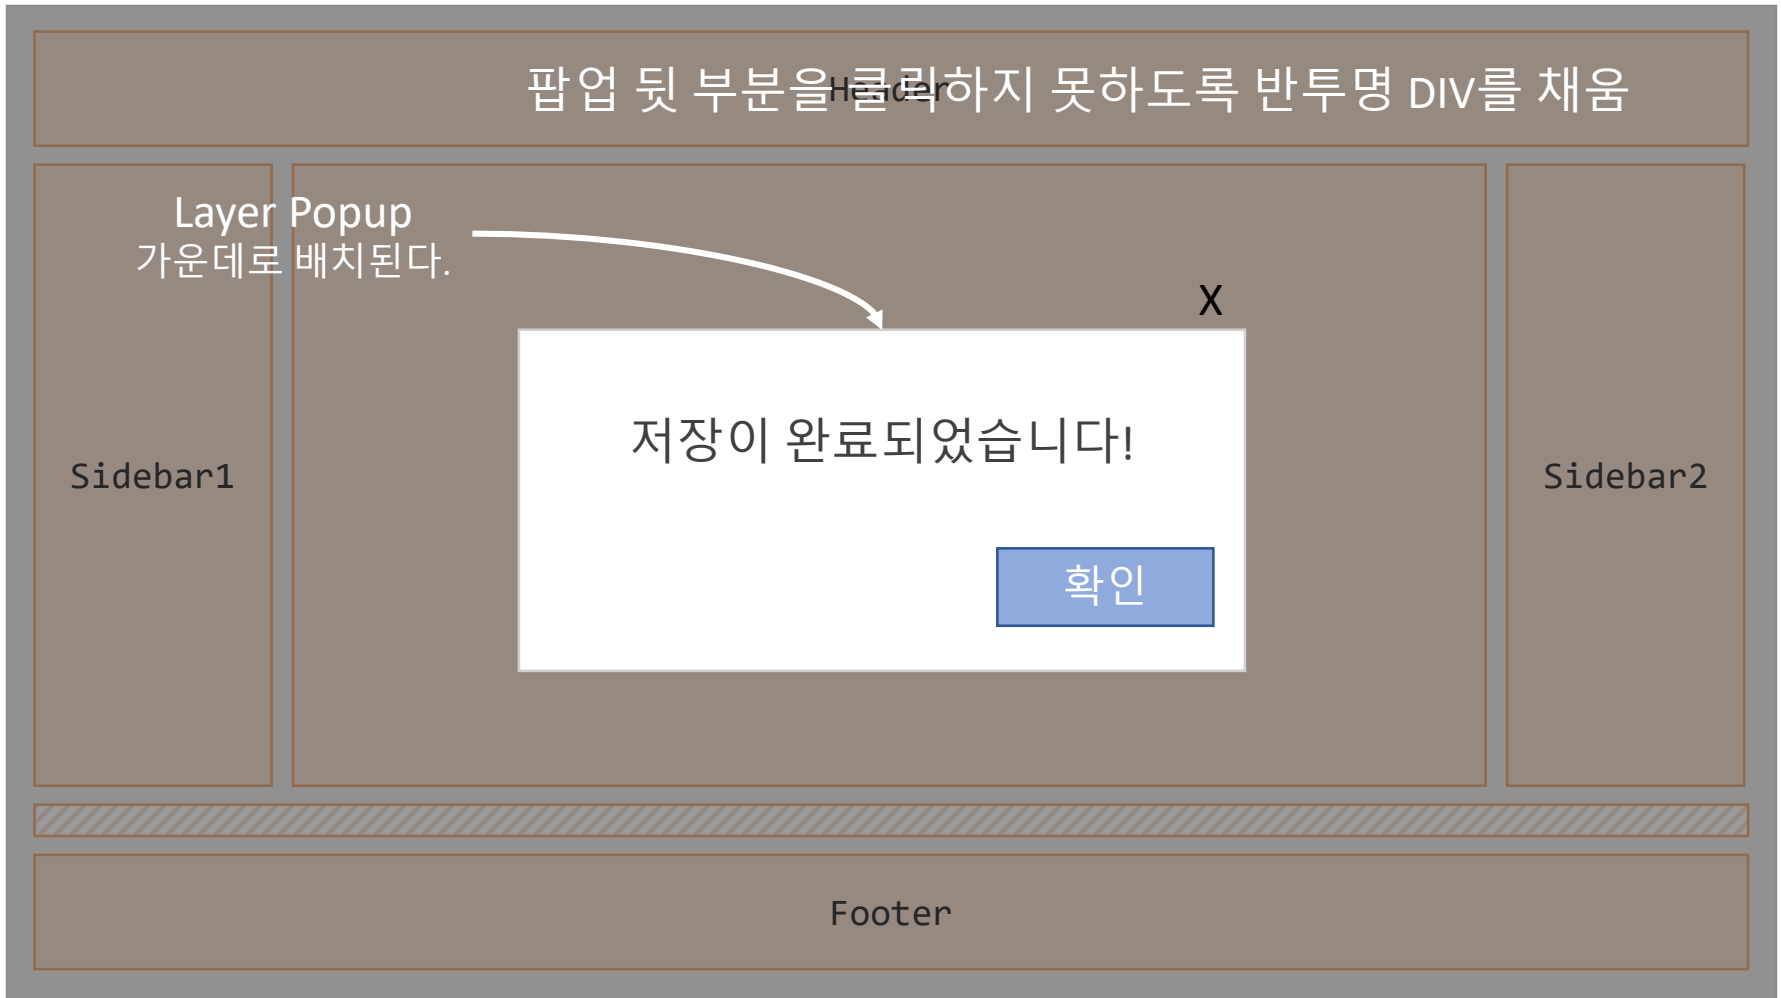 팝업 뒷 부분을 클릭하지 못하도록 반투명 DIV를 채움
Header
Layer Popup
가운데로 배치된다.
X
저장이 완료되었습니다!
Sidebar1
Sidebar2
확인
Footer